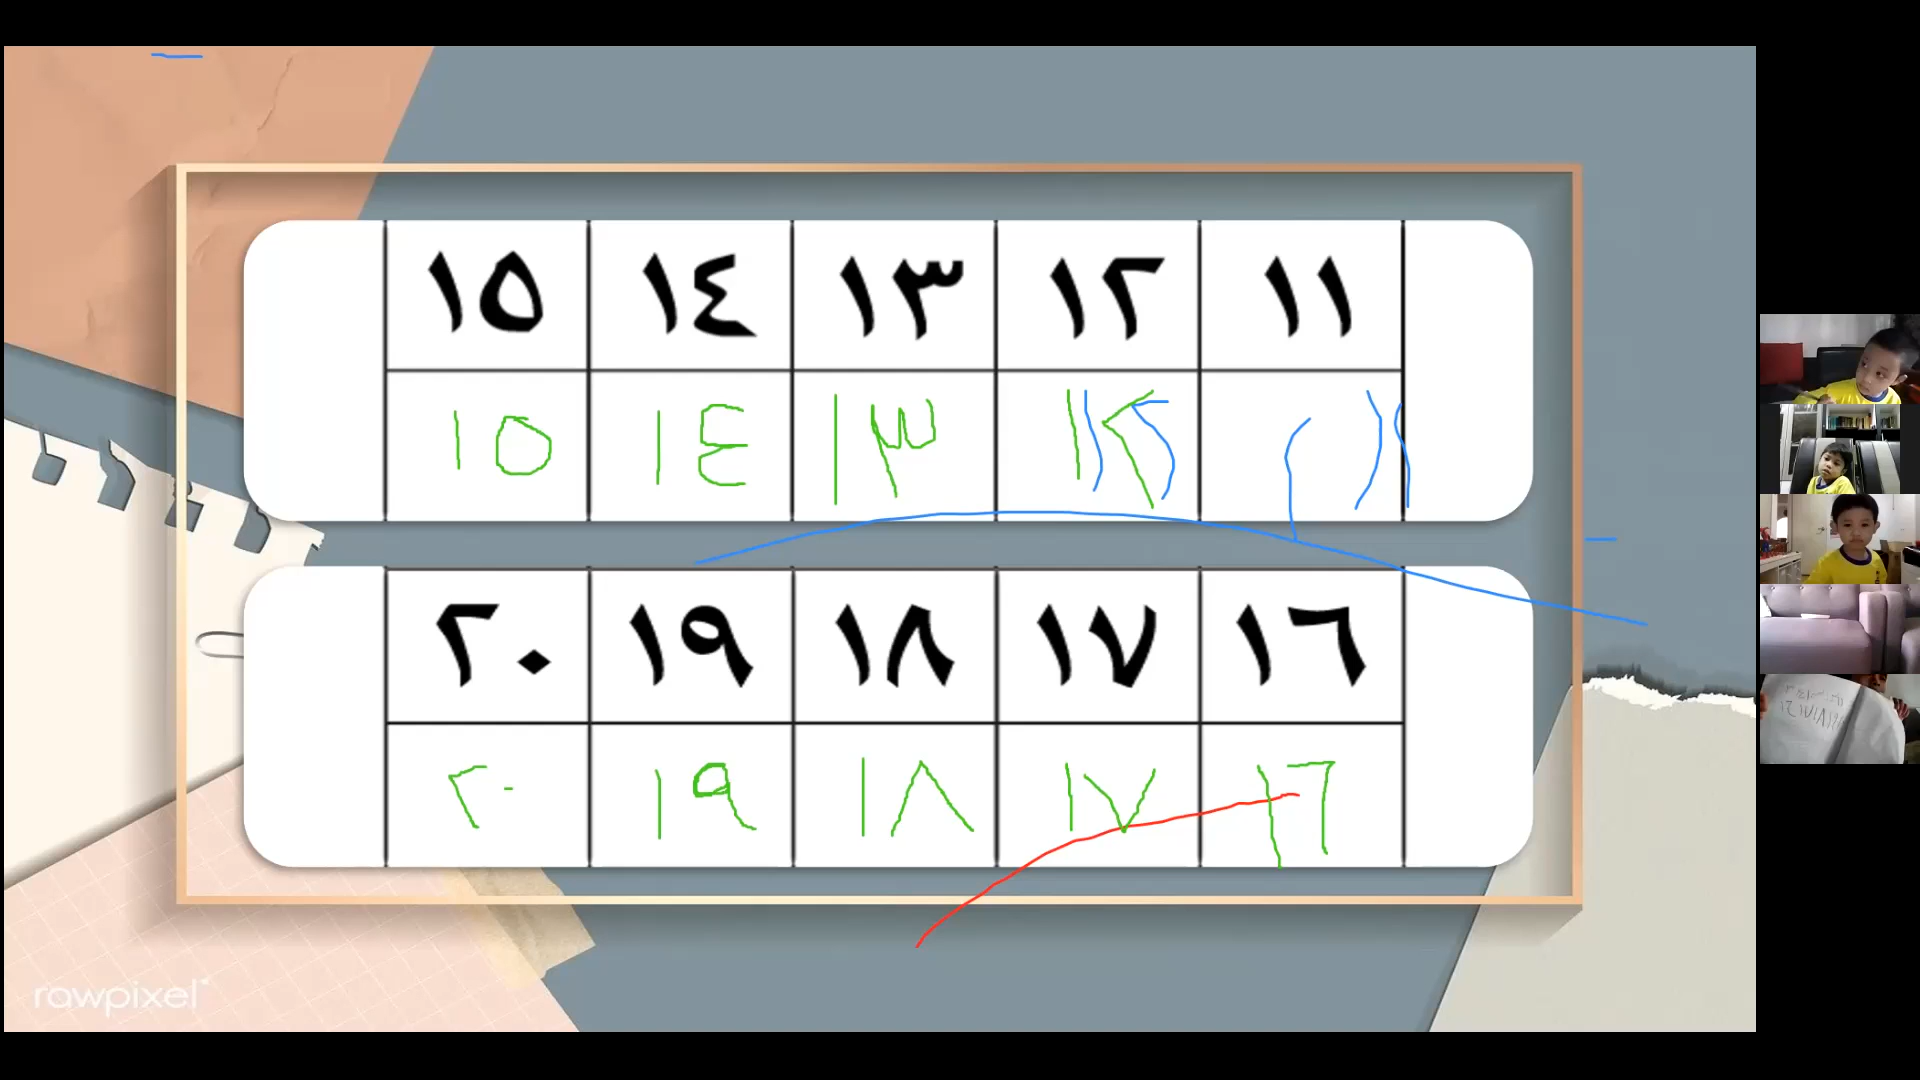 ١٥ ١٤ ١٣ ١٢ ١١
١٥ ١٤ ١٣ ١٢
٢٠ ١٩ ١٨ ١٧ ١٦
٢٠ ١٩ ١٨ ١٧ ١٦
rawpixel